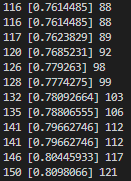 116 [0.7614485] 88
116 [0.7614485] 88
117 [0.7623829] 89
120 [0.7685231] 92
126 [0.779263] 98
128 [0.7774275] 99
132 [0.78092664] 103
135 [0.78806555] 106
141 [0.79662746] 112
141 [0.79662746] 112
146 [0.80445933] 117
150 [0.8098066] 121